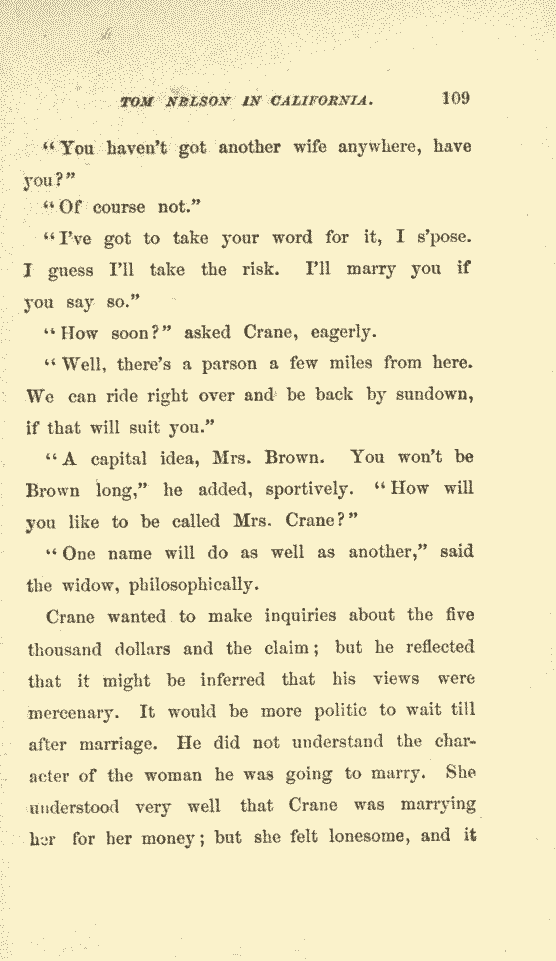 TOM NELSON IN CALIFORNIA. 109
“You haven't got another wife anywhere, have
you?”
“Of course not.”
“I've got to take your word for it, I s'pose.
I guess I'll take the risk. I'll marry you if
you say so.”
“How soon?” asked Crane, eagerly.
“Well, there's a parson a few miles from here.
We can ride right over and be back by sundown,
if that will suit you.”
“A capital idea, Mrs. Brown. You won't be
Brown long,” he added, sportively. “How will
you like to be called Mrs. Crane?”
“One name will do as well as another,” said
the widow, philosophically.
Crane wanted to make inquiries about the five
thousand dollars and the claim; but he reflected
that it might be inferred that his views were
mercenary. It would be more politic to wait till
after marriage. He did not understand the char-
acter of the woman he was going to marry. She
understood very well that Crane was marrying
her for her money; but she felt lonesome, and it